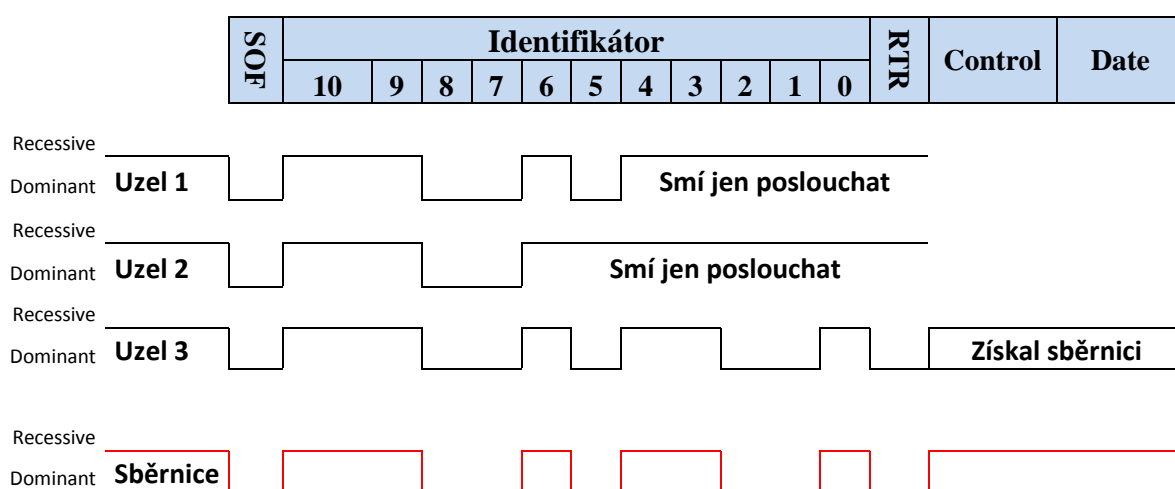 SOF Identifikátor RTR Control Date
10 9 8 7 6 5 4 3 2 1 0
Recessive
Dominant Uzel 1 Smí jen poslouchat
Recessive
Dominant Uzel 2 Smí jen poslouchat
Recessive
Dominant Uzel 3 Získal sběrnici
Recessive
Dominant Sběrnice